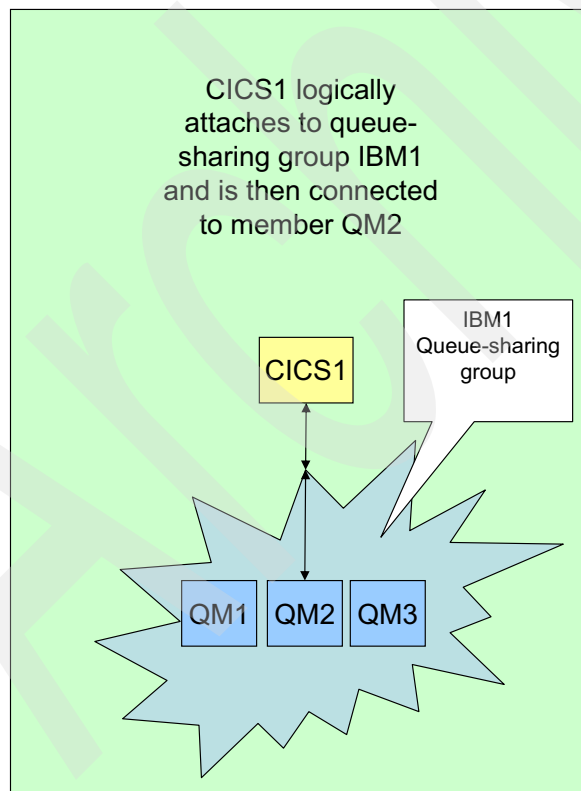 CICS1 logically
attaches to queue-
sharing group IBM1
and is then connected
to member QM2
IBM1
Queue-sharing
group
CICS1
QM1
QM2
QM3